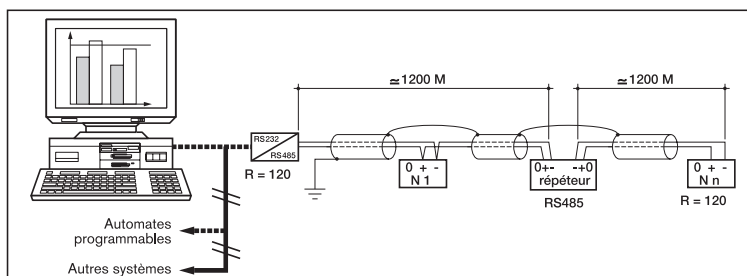 ≃1200 M
≃1200 M
RS232
RS485
R = 120
0 + -
N 1
0+- -+0
répéteur
RS485
0 + -
N n
R = 120
Automates
programmables
Autres systèmes